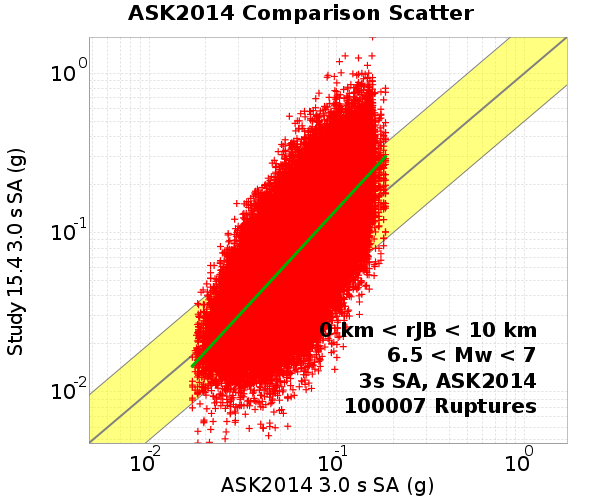 ASK2014 Comparison Scatter
Study 15.4 3.0 s SA (g)
10^0
10^-1
10^-2
0 km < rJB < 10 km
6.5 < Mw < 7
3s SA, ASK2014
100007 Ruptures
10^-2 10^-1 10^0
ASK2014 3.0 s SA (g)